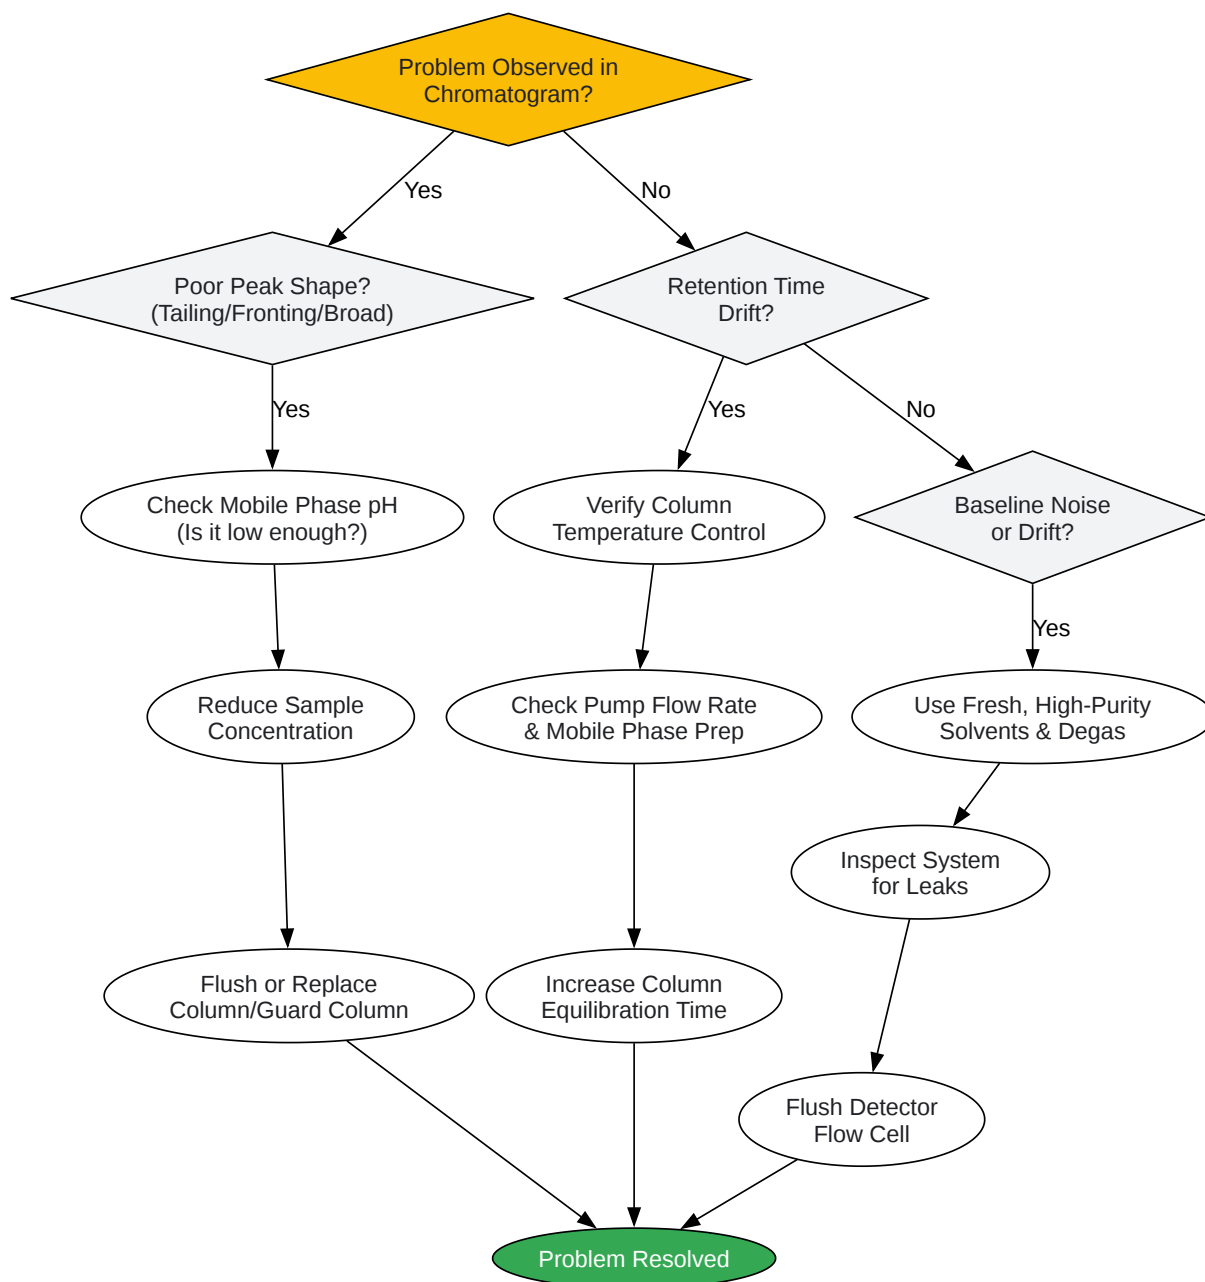 Problem Observed in
Chromatogram?
Yes
No
Poor Peak Shape?
(Tailing/Fronting/Broad)
Retention Time
Drift?
Yes
Yes
No
Check Mobile Phase pH
(Is it low enough?)
Verify Column
Temperature Control
Baseline Noise
or Drift?
Yes
Reduce Sample
Concentration
Check Pump Flow Rate
& Mobile Phase Prep
Use Fresh, High-Purity
Solvents & Degas
Inspect System
for Leaks
Flush or Replace
Column/Guard Column
Increase Column
Equilibration Time
Flush Detector
Flow Cell
Problem Resolved